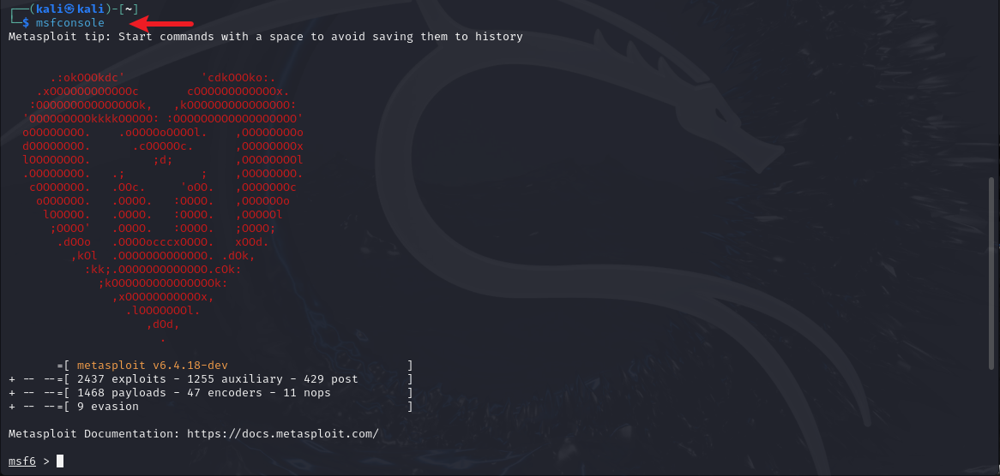 ┌──(kali㉿kali)-[~]
└─$ msfconsole
Metasploit tip: Start commands with a space to avoid saving them to history
      .:okOOOkdc'           'cdkOOOko:.
    .xOOOOOOOOOOOOc       cOOOOOOOOOOOOx.
   :OOOOOOOOOOOOOOOk,   ,kOOOOOOOOOOOOOOO:
  'OOOOOOOOOkkkkOOOOO: :OOOOOOOOOOOOOOOOOO'
  oOOOOOOOO.    .oOOOOoOOOOl.    ,OOOOOOOOo
  dOOOOOOOO.      .cOOOOOc.      ,OOOOOOOOx
  lOOOOOOOO.         ;d;         ,OOOOOOOOl
  .OOOOOOOO.   .;           ;    ,OOOOOOOO.
   cOOOOOOO.   .OOc.     'oOO.   ,OOOOOOOc
    oOOOOOO.   .OOOO.   :OOOO.   ,OOOOOOo
     lOOOOO.   .OOOO.   :OOOO.   ,OOOOOl
      ;OOOO'   .OOOO.   :OOOO.   ;OOOO;
       .dOOo   .OOOOocccxOOOO.   xOOd.
         ,kOl  .OOOOOOOOOOOOO. .dOk,
           :kk;.OOOOOOOOOOOOO.cOk:
             ;kOOOOOOOOOOOOOOOk:
               ,xOOOOOOOOOOOx,
                 .lOOOOOOOl.
                    ,dOd,
                      .
       =[ metasploit v6.4.18-dev                          ]
+ -- --=[ 2437 exploits - 1255 auxiliary - 429 post       ]
+ -- --=[ 1468 payloads - 47 encoders - 11 nops           ]
+ -- --=[ 9 evasion                                       ]
Metasploit Documentation: https://docs.metasploit.com/
msf6 >